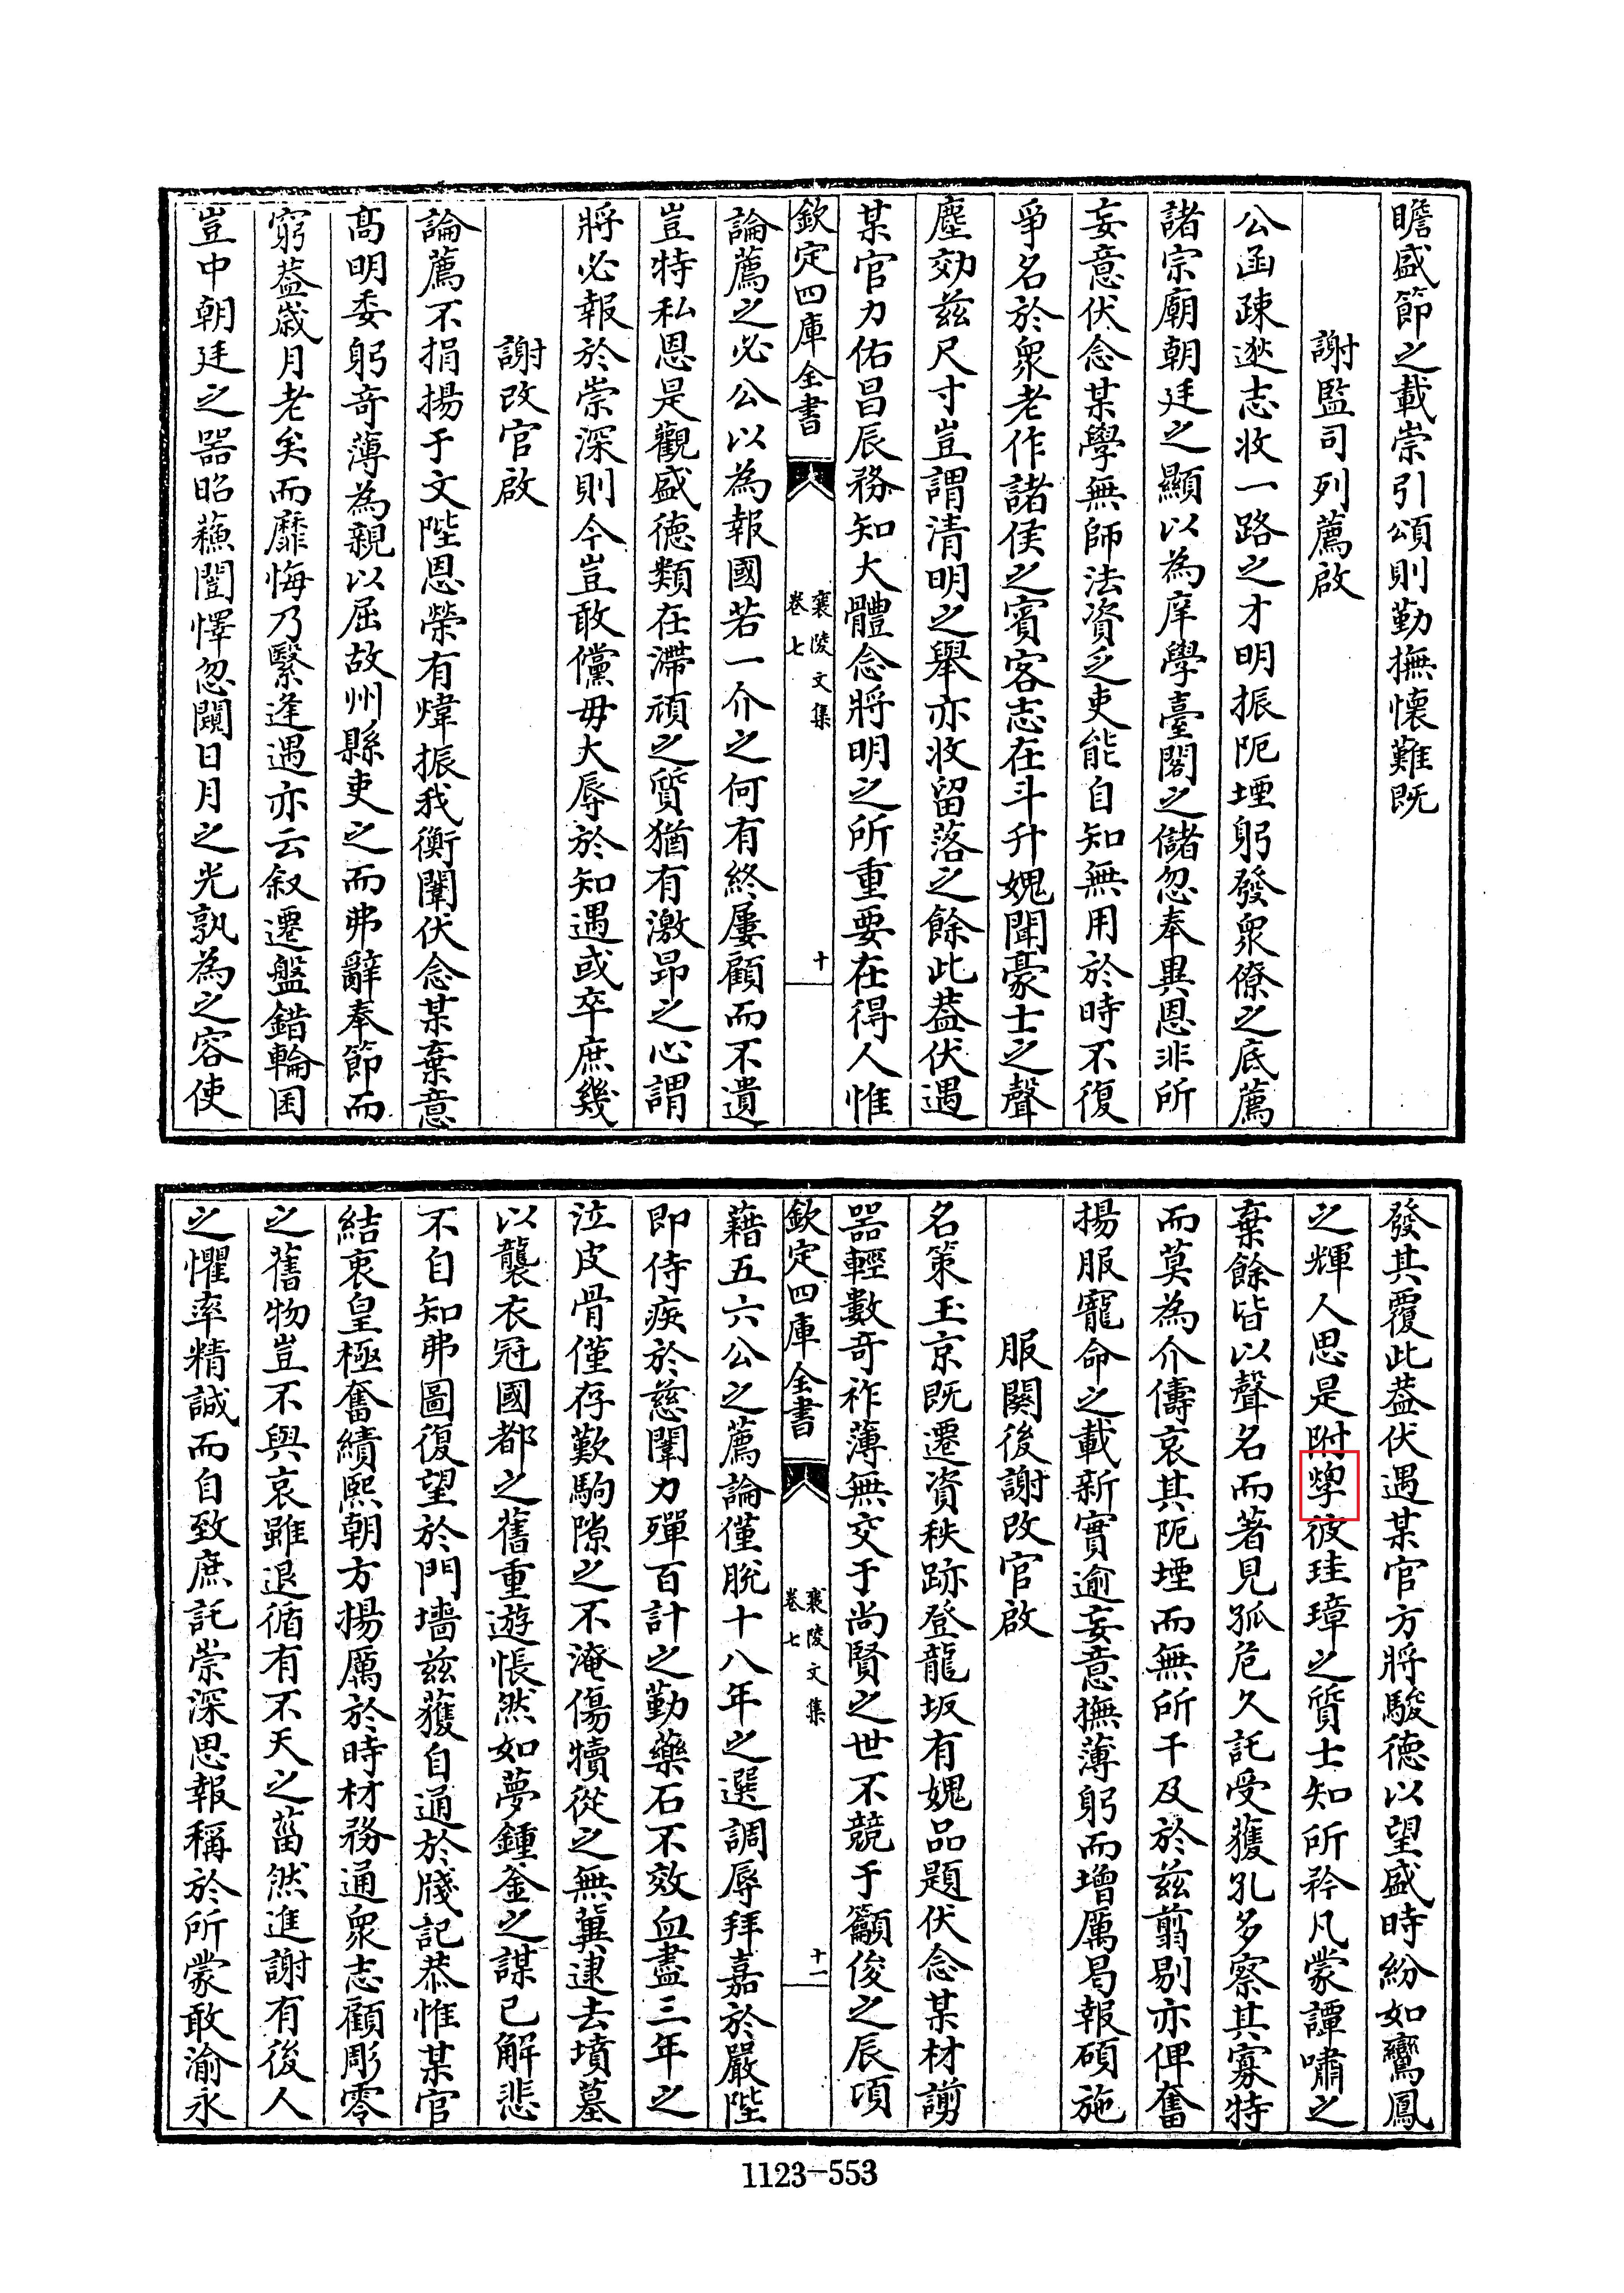 瞻盛節之載崇引頌則勤撫懐難既
謝監司列薦啟
公函疎逖志收一路之才明振阨堙躬發衆僚之底薦
諸宗廟朝廷之顯以為庠學臺閣之儲忽奉異恩非所
妄意伏念某學無師法資乏吏能自知無用於時不復
爭名於衆老作諸侯之賓客志在斗升媿聞豪士之聲
塵効兹尺寸豈謂清明之舉亦收留落之餘此葢伏遇
某官力佑昌辰務知大體念將明之所重要在得人惟
欽定四庫全書
襄陵文集
卷七
十
論薦之必公以為報國若一介之何有終屢顧而不遺
豈特私恩是觀盛德類在滯頑之質猶有激昂之心謂
將必報於崇深則今豈敢儻毋大辱於知遇或卒庶幾
謝改官啟
論薦不捐揚于文陛恩榮有煒振我衡闈伏念某棄意
髙明委躬竒薄為親以屈故州縣吏之而弗辭奉節而
窮葢歲月老矣而靡悔乃繄逢遇亦云叙遷盤錯輪囷
豈中朝廷之器昭蘓闓懌忽闚日月之光孰為之容使
發其覆此葢伏遇某官方將駿德以望盛時紛如鸞鳳
之輝人思是附犖彼珪璋之質士知所矜凡蒙譚嘯之
棄餘皆以聲名而著見孤危久託受獲孔多察其寡特
而莫為介儔哀其阨堙而無所干及於兹翦剔亦俾奮
揚服寵命之載新實逾妄意撫薄躬而增厲曷報碩施
服闋後謝改官啟
名策玉京既遷資秩跡登龍坂有媿品題伏念某材謭
器輕數竒祚薄無交于尚賢之世不競于籲俊之辰項
欽定四庫全書
襄陵文集
卷七
十一
藉五六公之薦論僅脫十八年之選調辱拜嘉於嚴陛
即侍疾於慈闈力殫百計之勤藥石不效血盡三年之
泣皮骨僅存歎駒隙之不淹傷犢從之無冀逮去墳墓
以襲衣冠國都之舊重遊悵然如夢鍾釜之謀已解悲
不自知弗圖復望於門墻兹獲自通於牋記恭惟某官
結衷皇極奮績熙朝方揚厲於時材務通衆志顧彫零
之舊物豈不與哀雖退循有不天之菑然進謝有後人
之懼率精誠而自致庶託崇深思報稱於所蒙敢渝永
1123-553